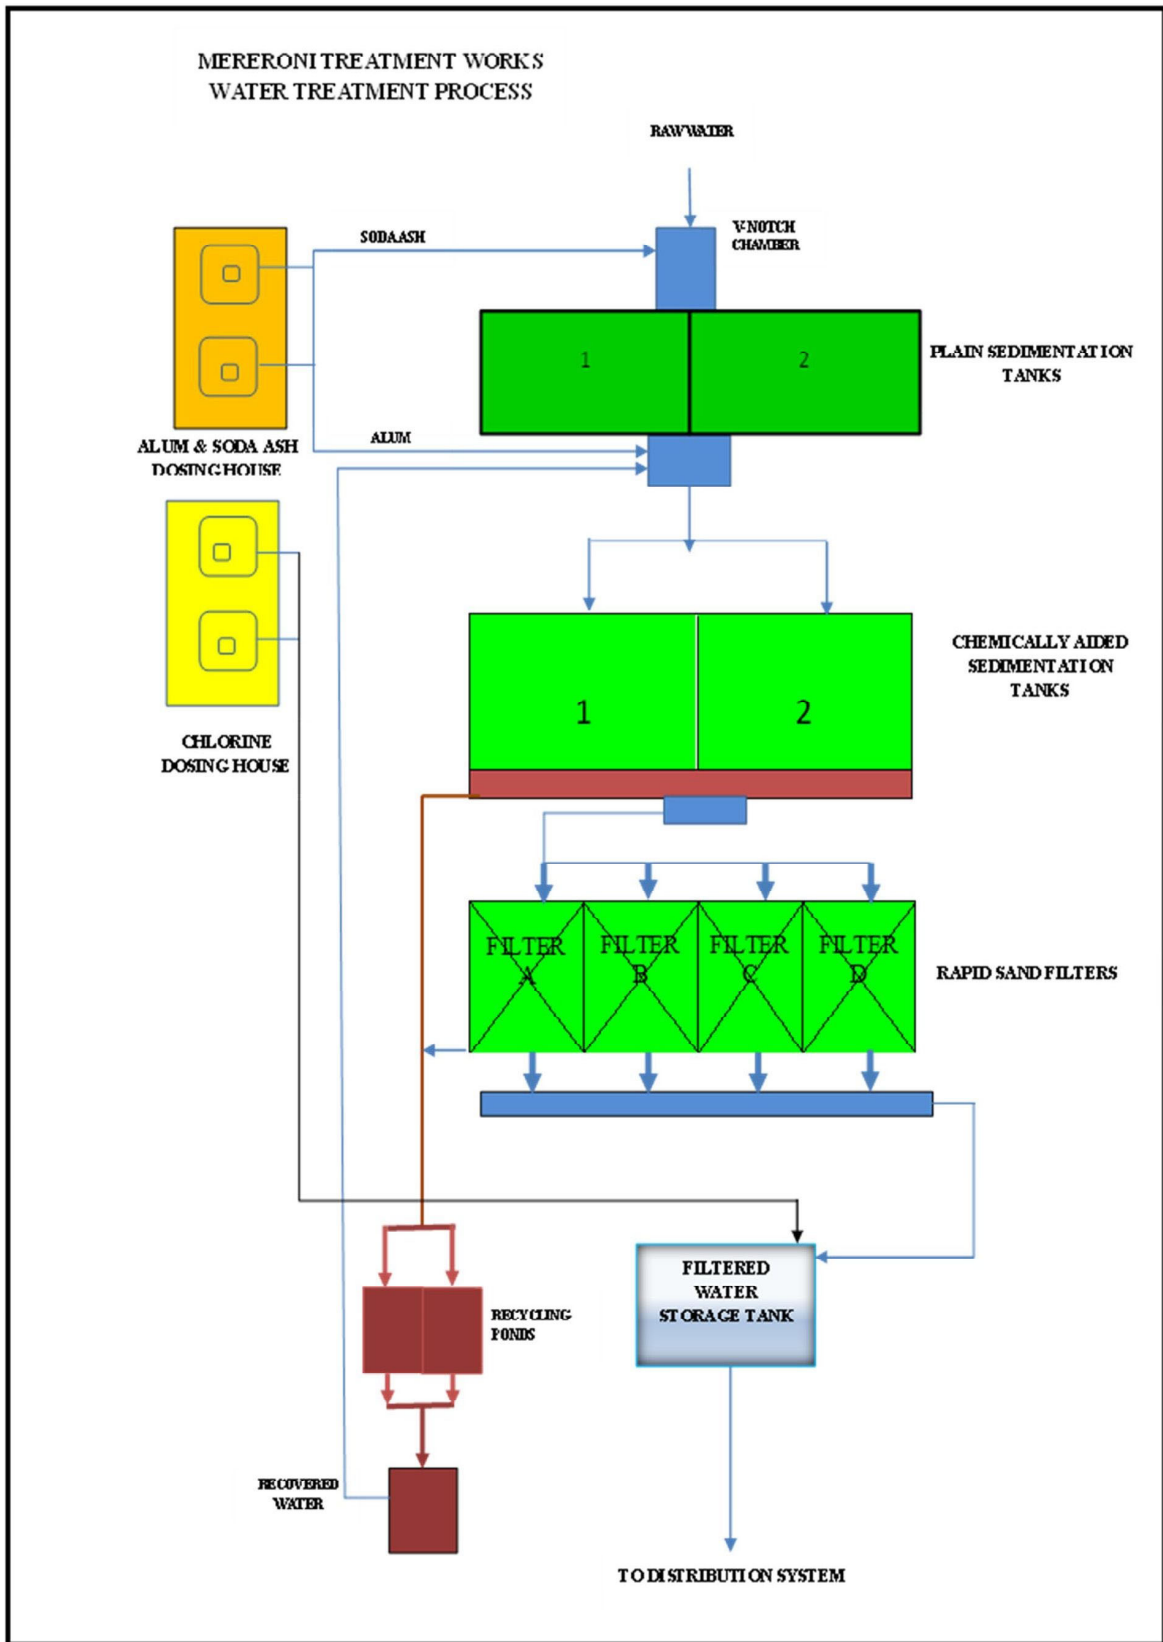 MERERONI TREATMENT WORKS
WATER TREATMENT PROCESS
RAW WATER
V-NOTCH
CHAMBER
SODA ASH
1
2
PLAIN SEDIMENTATION
TANKS
ALUM
ALUM & SODA ASH
DOSING HOUSE
CHEMICALLY AIDED
SEDIMENTATION
TANKS
1
2
CHLORINE
DOSING HOUSE
FILTER
A
FILTER
B
FILTER
C
FILTER
D
RAPID SAND FILTERS
FILTERED
WATER
STORAGE TANK
RECYCLING
PONDS
RECOVERED
WATER
TO DISTRIBUTION SYSTEM